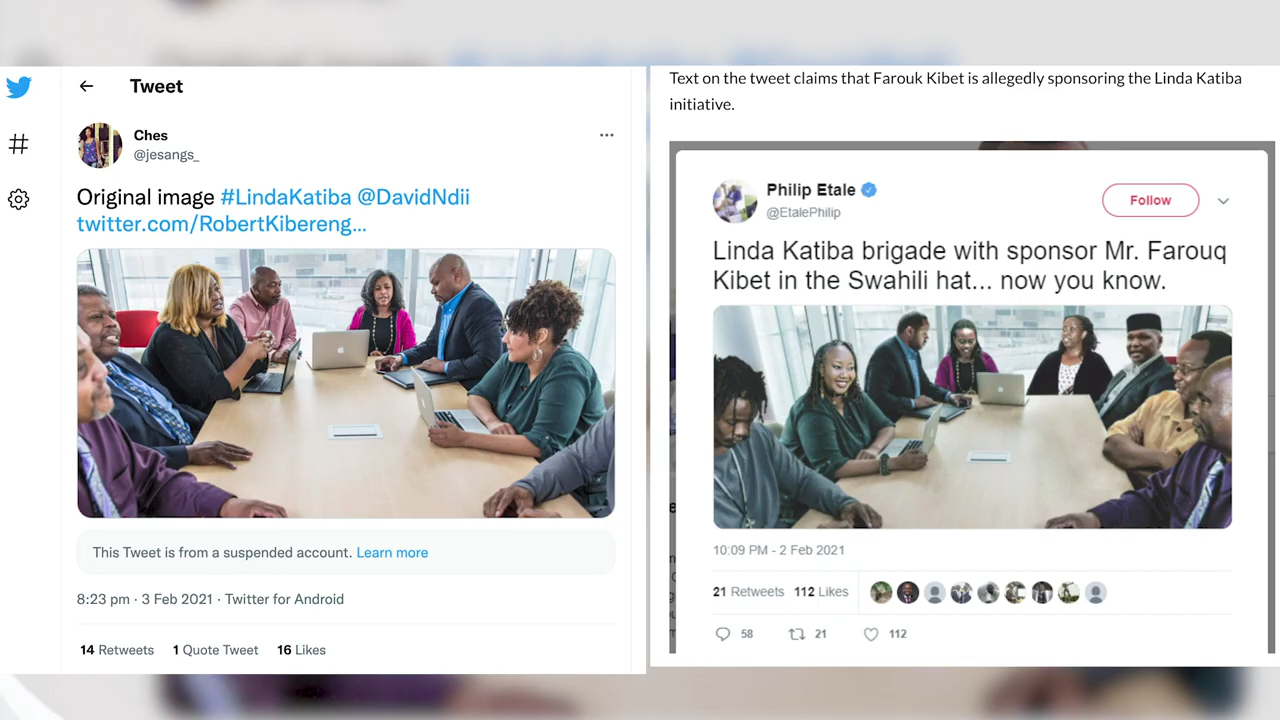 Tweet
Ches
@jesangs_
Original image #LindaKatiba @DavidNdii
twitter.com/RobertKibereng...
This Tweet is from a suspended account. Learn more
8:23 pm · 3 Feb 2021 · Twitter for Android
14 Retweets 1 Quote Tweet 16 Likes
Text on the tweet claims that Farouk Kibet is allegedly sponsoring the Linda Katiba
initiative.
Philip Etale
@EtalePhilip
Follow
Linda Katiba brigade with sponsor Mr. Farouq
Kibet in the Swahili hat... now you know.
10:09 PM - 2 Feb 2021
21 Retweets 112 Likes
58 21 112